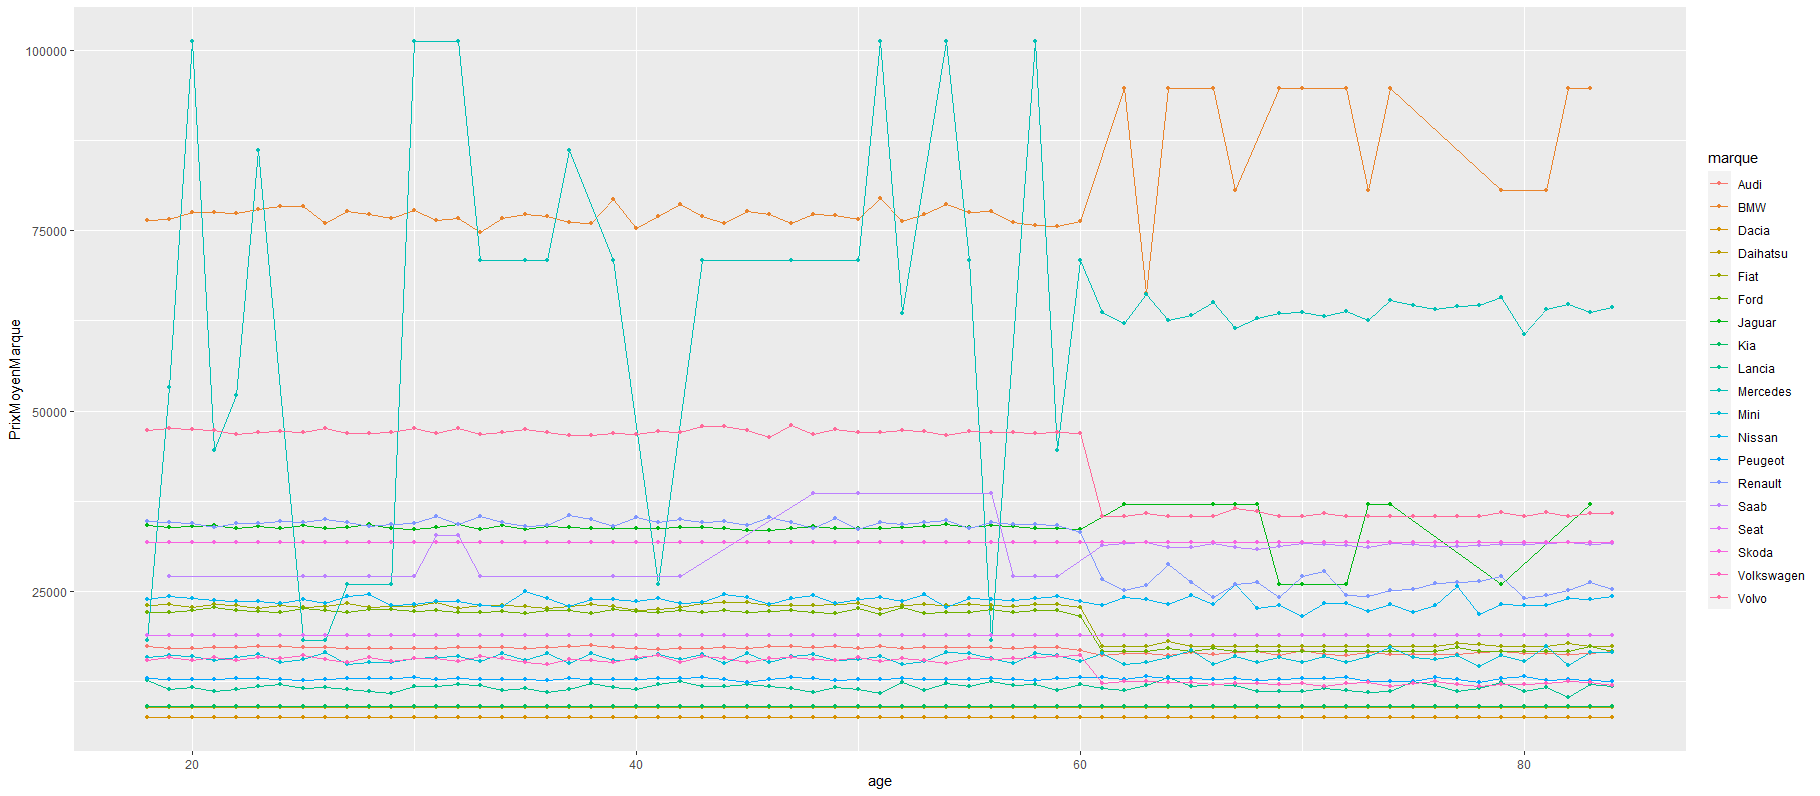 100000
75000
50000
25000
PrixMoyenMarque
20
40
60
80
age
marque
Audi
BMW
Dacia
Daihatsu
Fiat
Ford
Jaguar
Kia
Lancia
Mercedes
Mini
Nissan
Peugeot
Renault
Saab
Seat
Skoda
Volkswagen
Volvo